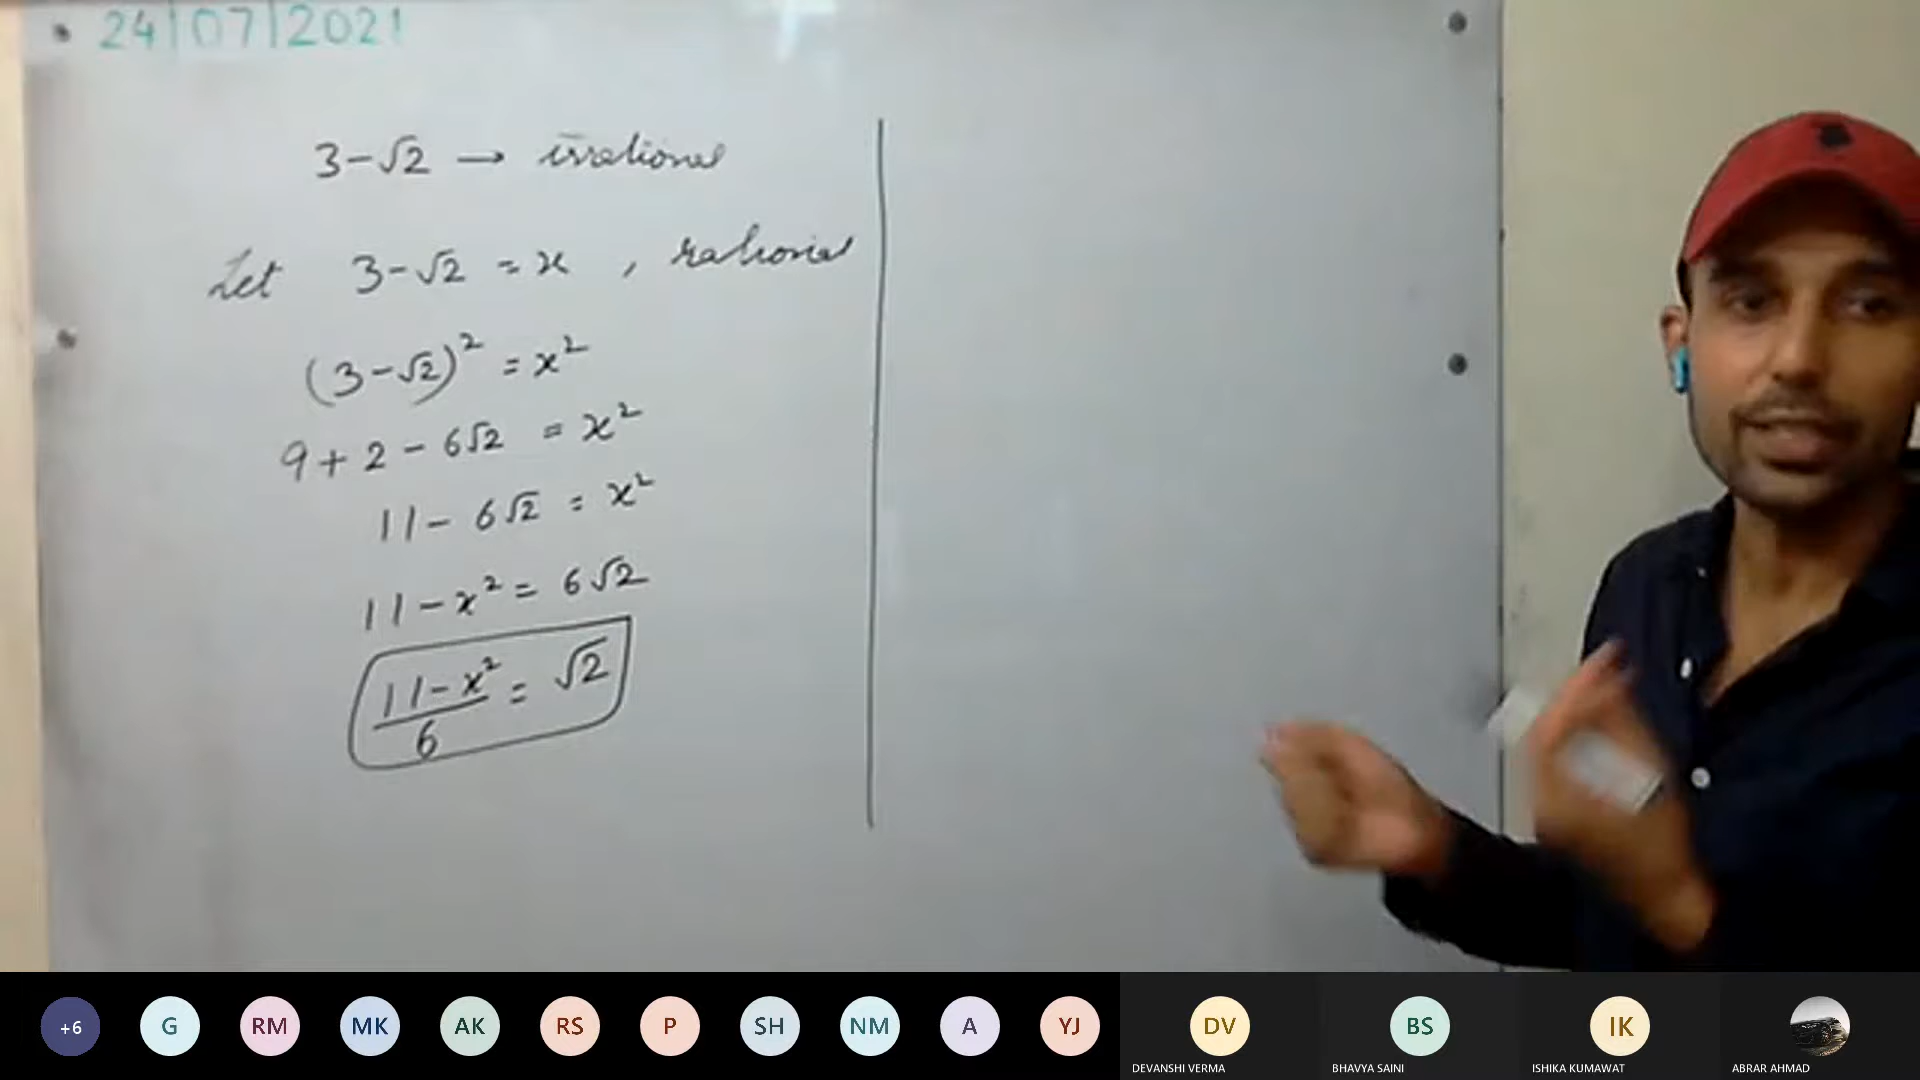 24|07|2021
3-√2 → irrational
Let 3-√2 = x , rational
(3-√2)² = x²
9+2-6√2 = x²
11-6√2 = x²
11-x² = 6√2
11-x²/6 = √2
+6 G RM MK AK RS P SH NM A YJ DV BS IK
DEVANSHI VERMA BHAVYA SAINI ISHIKA KUMAWAT ABRAR AHMAD